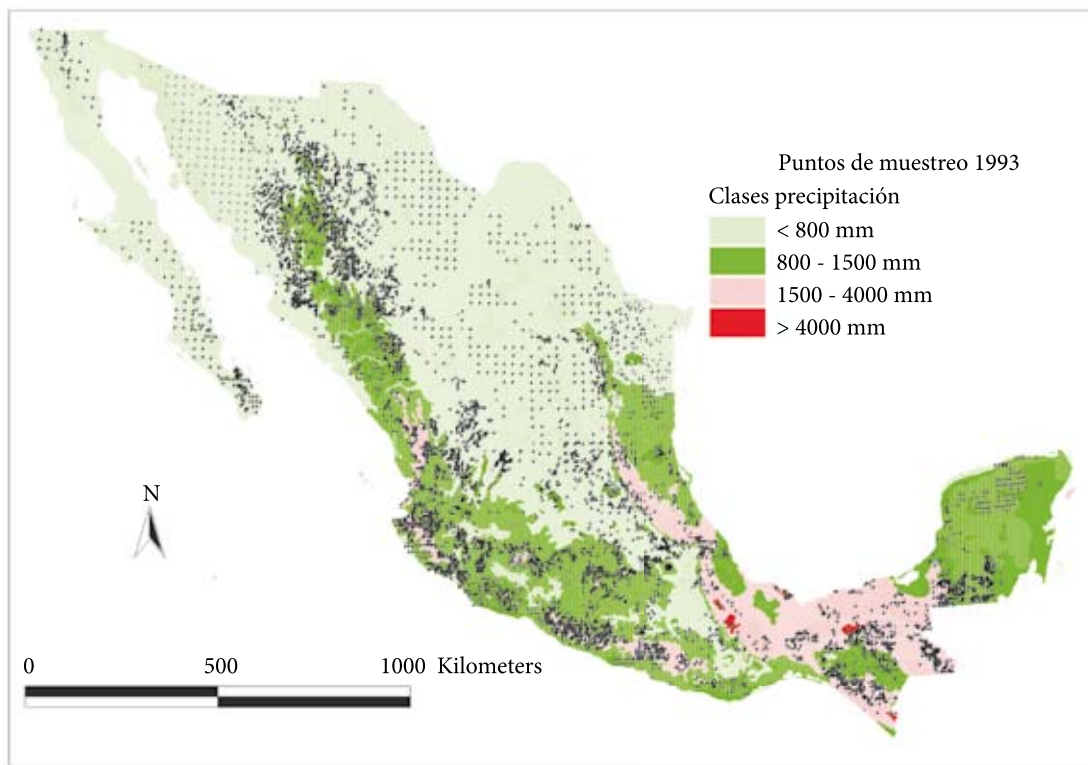 Puntos de muestreo 1993
Clases precipitación
< 800 mm
800 - 1500 mm
1500 - 4000 mm
> 4000 mm
N
0 500 1000 Kilometers